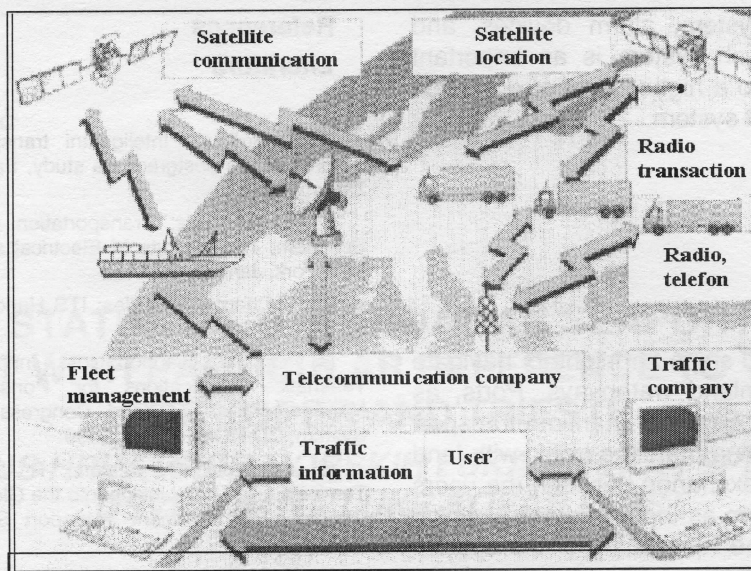 Satellite
communication
Satellite
location
Radio
transaction
Radio,
telefon
Fleet
management
Telecommunication company
Traffic
company
Traffic
information
User